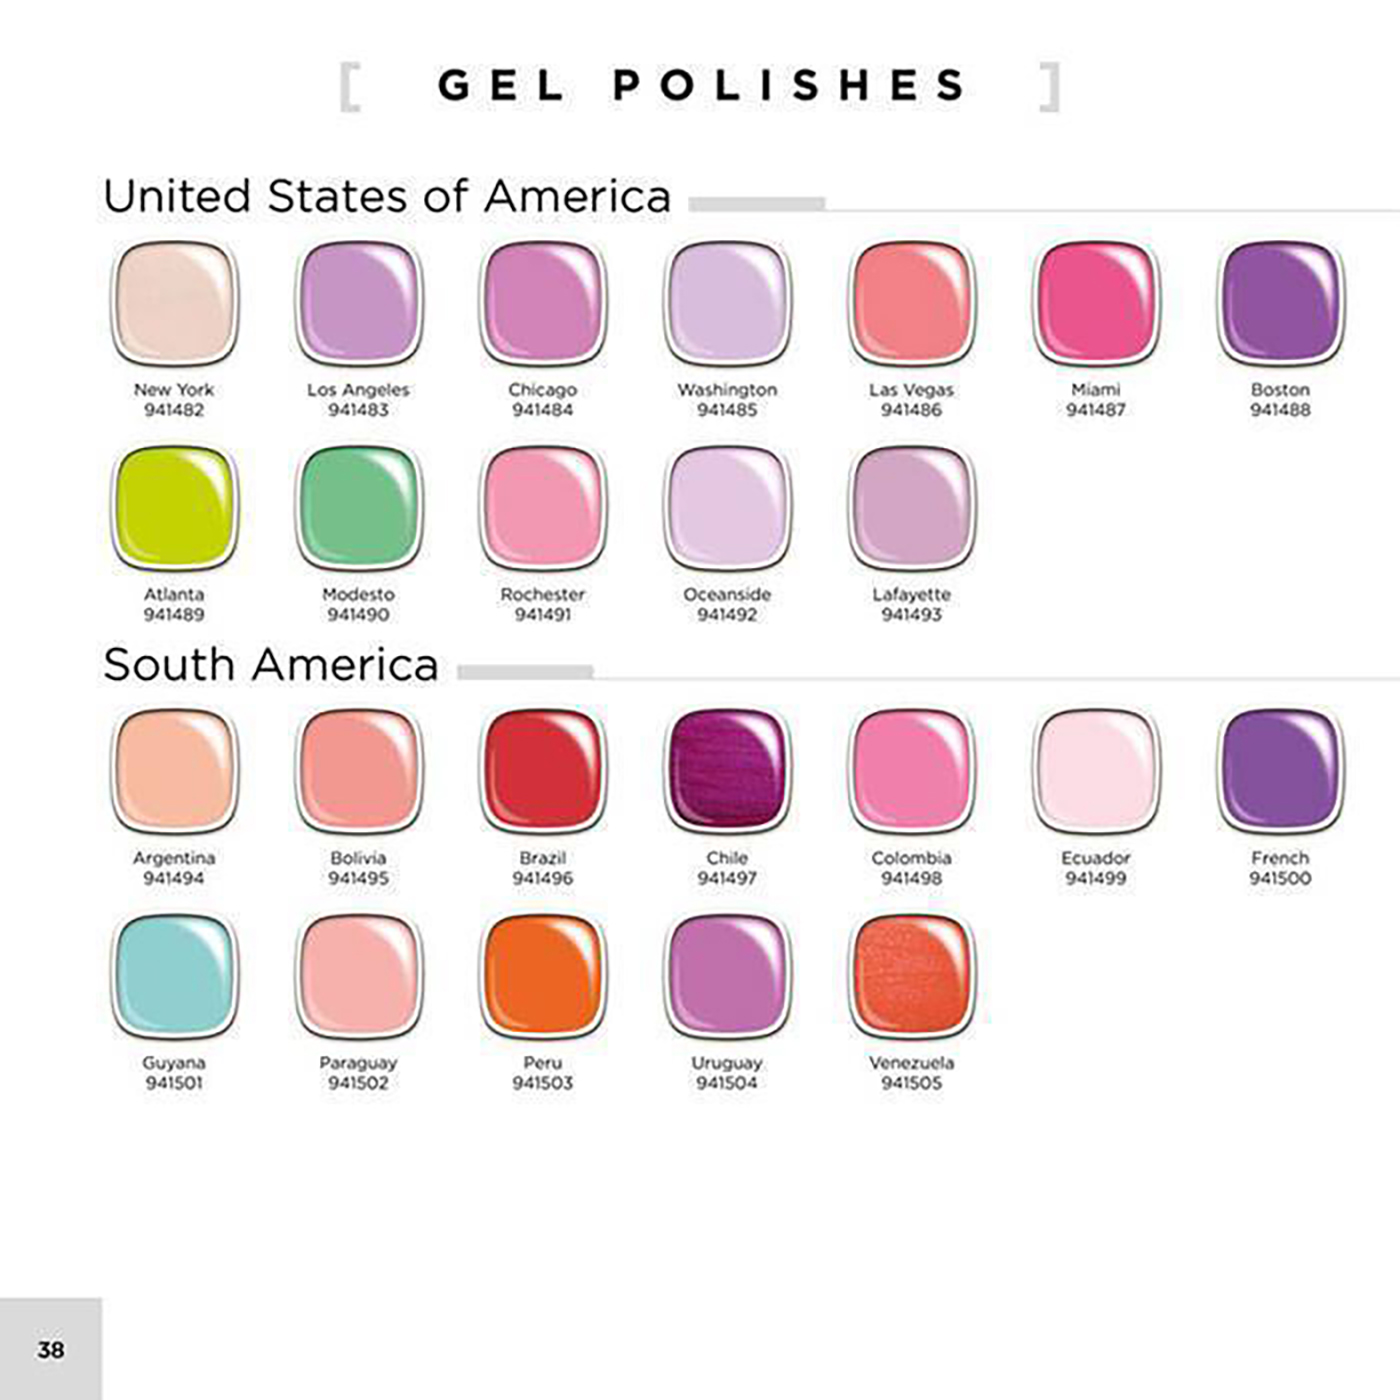 [ GEL POLISHES ]
United States of America
New York Los Angeles Chicago Washington Las Vegas Miami Boston
941482 941483 941484 941485 941486 941487 941488
Atlanta Modesto Rochester Oceanside Lafayette
941489 941490 941491 941492 941493
South America
Argentina Bolivia Brazil Chile Colombia Ecuador French
941494 941495 941496 941497 941498 941499 941500
Guyana Paraguay Peru Uruguay Venezuela
941501 941502 941503 941504 941505
38